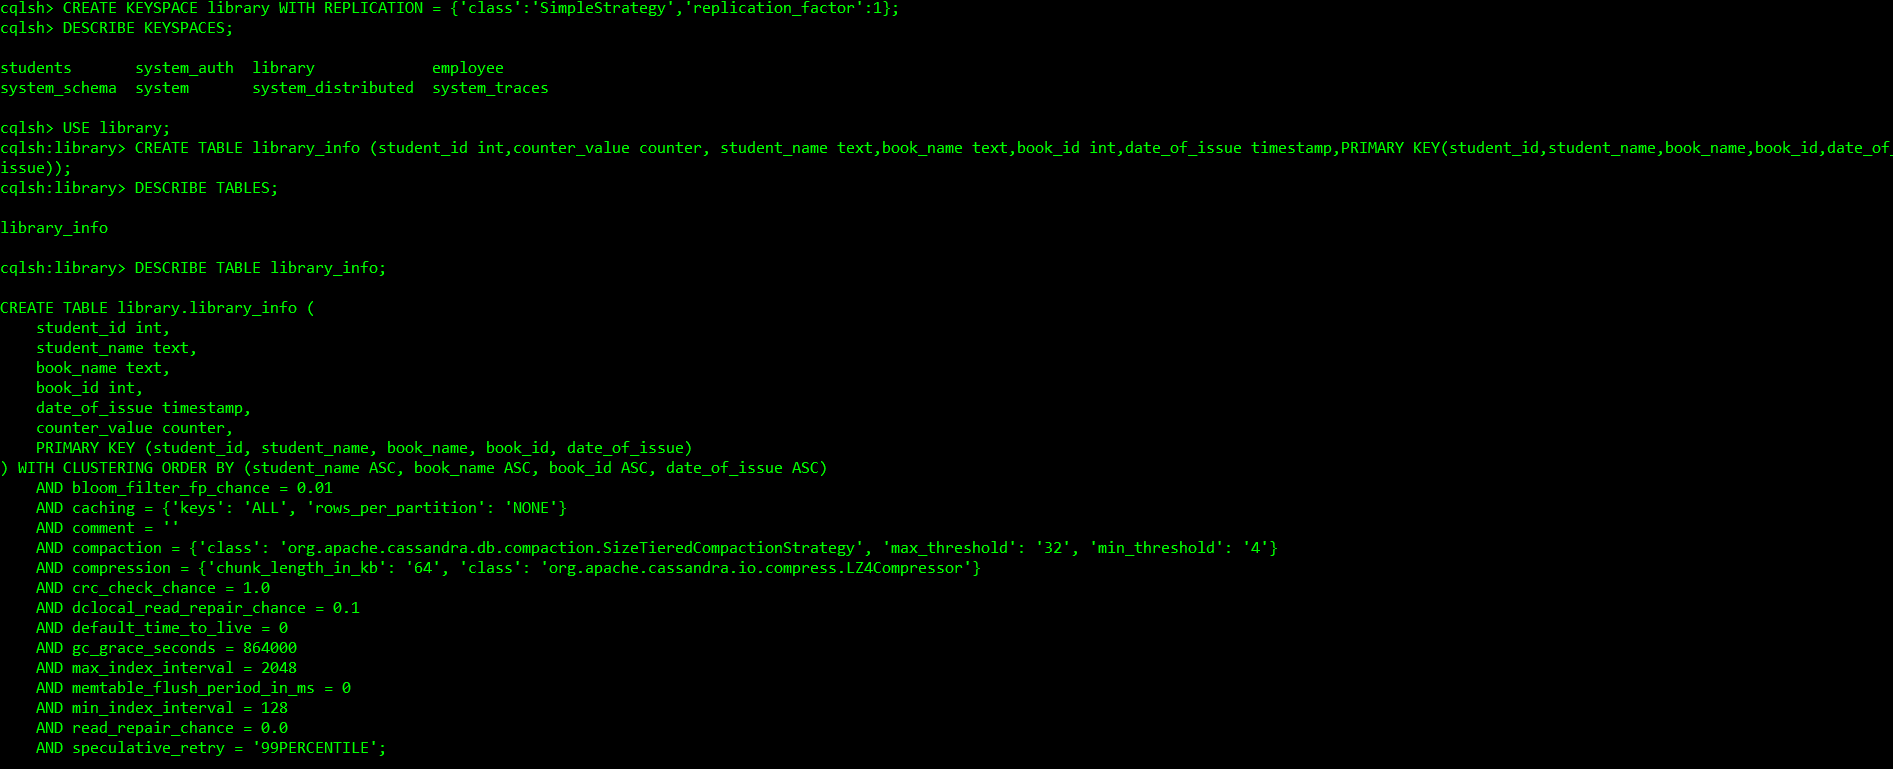 cqlsh> CREATE KEYSPACE library WITH REPLICATION = {'class':'SimpleStrategy','replication_factor':1};
cqlsh> DESCRIBE KEYSPACES;
students       system_auth  library             employee
system_schema  system       system_distributed  system_traces
cqlsh> USE library;
cqlsh:library> CREATE TABLE library_info (student_id int,counter_value counter, student_name text,book_name text,book_id int,date_of_issue timestamp,PRIMARY KEY(student_id,student_name,book_name,book_id,date_of_
issue));
cqlsh:library> DESCRIBE TABLES;
library_info
cqlsh:library> DESCRIBE TABLE library_info;
CREATE TABLE library.library_info (
    student_id int,
    student_name text,
    book_name text,
    book_id int,
    date_of_issue timestamp,
    counter_value counter,
    PRIMARY KEY (student_id, student_name, book_name, book_id, date_of_issue)
) WITH CLUSTERING ORDER BY (student_name ASC, book_name ASC, book_id ASC, date_of_issue ASC)
    AND bloom_filter_fp_chance = 0.01
    AND caching = {'keys': 'ALL', 'rows_per_partition': 'NONE'}
    AND comment = ''
    AND compaction = {'class': 'org.apache.cassandra.db.compaction.SizeTieredCompactionStrategy', 'max_threshold': '32', 'min_threshold': '4'}
    AND compression = {'chunk_length_in_kb': '64', 'class': 'org.apache.cassandra.io.compress.LZ4Compressor'}
    AND crc_check_chance = 1.0
    AND dclocal_read_repair_chance = 0.1
    AND default_time_to_live = 0
    AND gc_grace_seconds = 864000
    AND max_index_interval = 2048
    AND memtable_flush_period_in_ms = 0
    AND min_index_interval = 128
    AND read_repair_chance = 0.0
    AND speculative_retry = '99PERCENTILE';